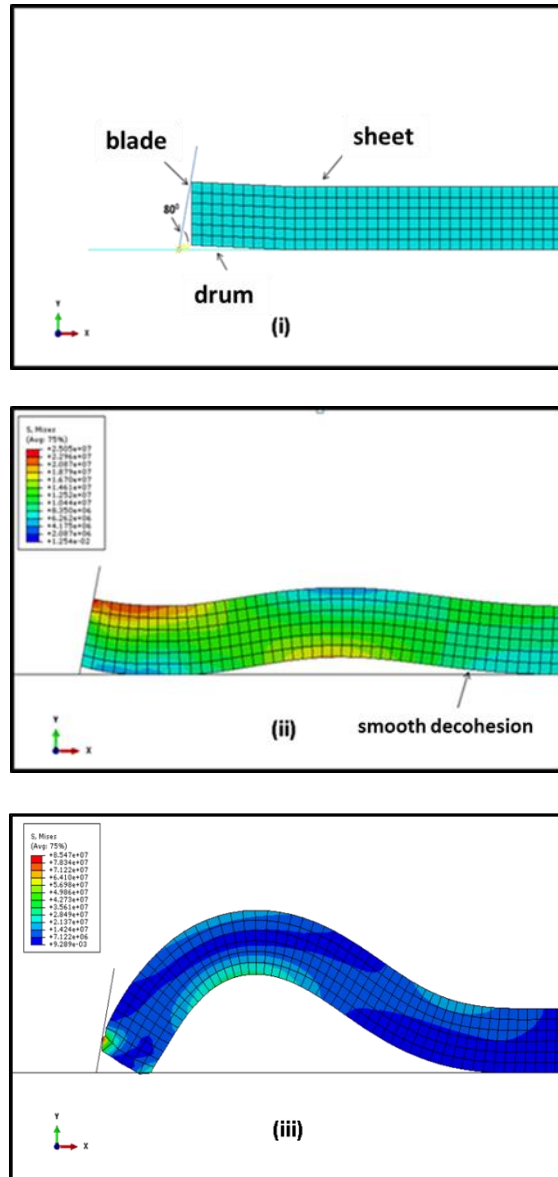 blade
sheet
80⁰
drum
Y
X
(i)
S, Mises
(Avg: 75%)
+2.505e+07
+2.296e+07
+2.087e+07
+1.879e+07
+1.670e+07
+1.461e+07
+1.252e+07
+1.044e+07
+8.350e+06
+6.262e+06
+4.175e+06
+2.087e+06
+1.254e-02
Y
X
(ii)
smooth decohesion
S, Mises
(Avg: 75%)
+8.547e+07
+7.834e+07
+7.122e+07
+6.410e+07
+5.698e+07
+4.986e+07
+4.273e+07
+3.561e+07
+2.849e+07
+2.137e+07
+1.424e+07
+7.122e+06
+9.289e-03
Y
X
(iii)